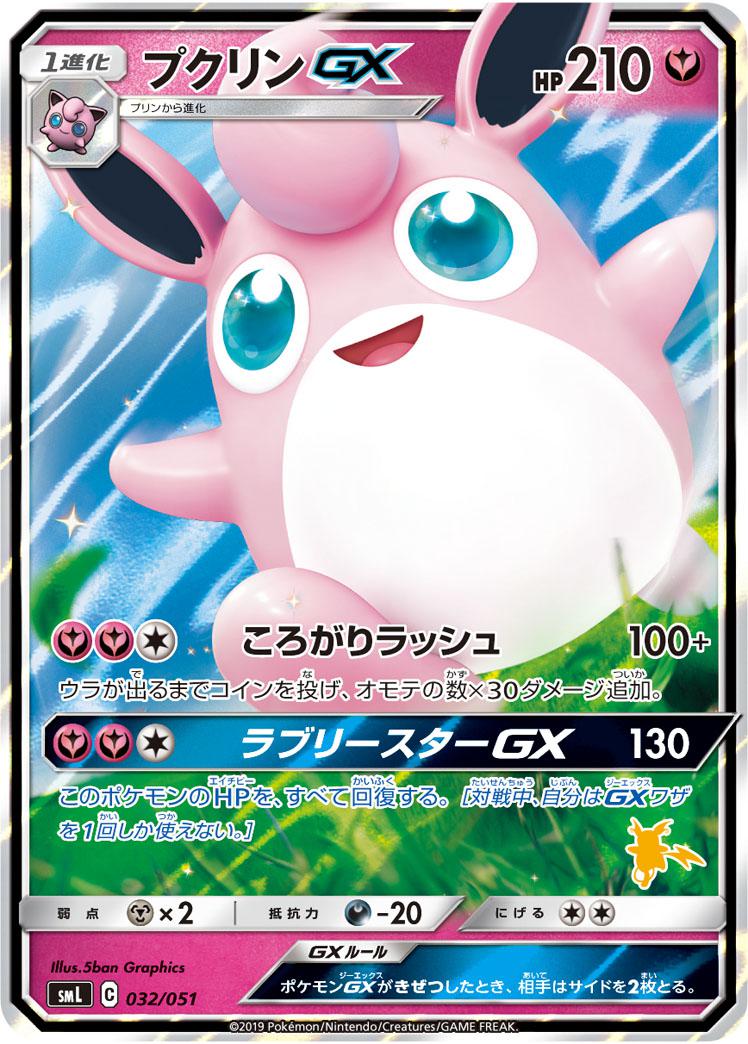 1進化 プクリンGX HP210
プリンから進化
ころがりラッシュ 100+
ウラが出るまでコインを投げ、オモテの数×30ダメージ追加。
ラブリースターGX 130
このポケモンのHPを、すべて回復する。[対戦中、自分はGXワザ
を1回しか使えない。]
弱点 ×2 抵抗力 -20 にげる
GXルール
ポケモンGXがきぜつしたとき、相手はサイドを2枚とる。
Illus.5ban Graphics
SML C 032/051
©2019 Pokémon/Nintendo/Creatures/GAME FREAK.